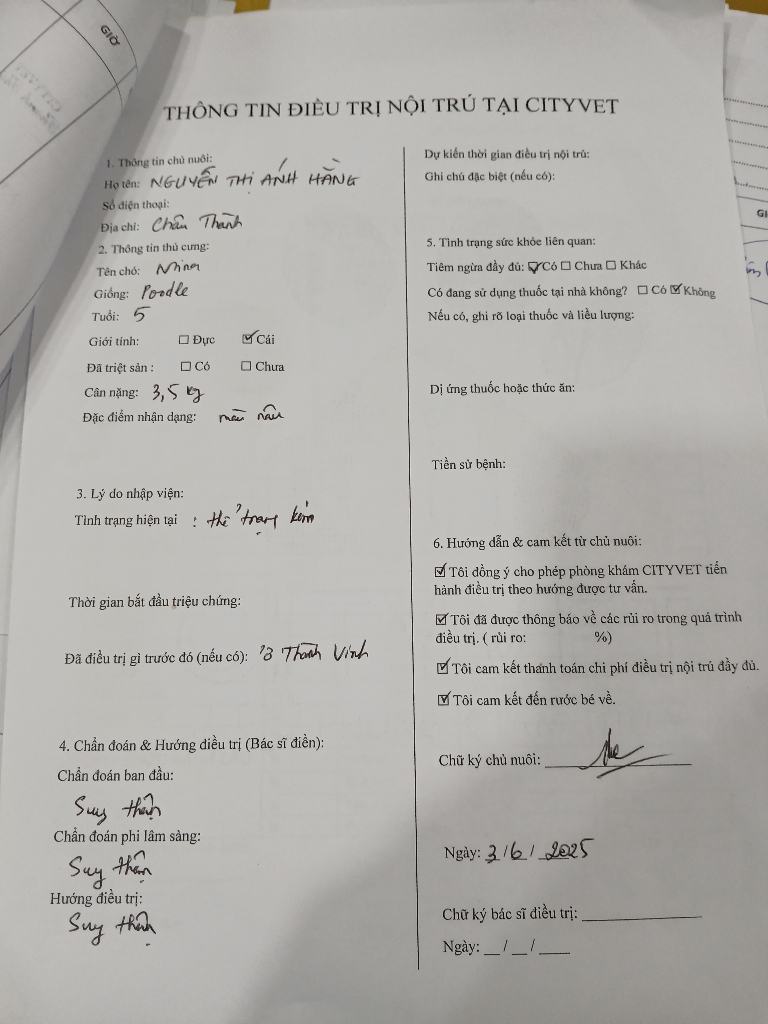 GIỜ
THÔNG TIN ĐIỀU TRỊ NỘI TRÚ TẠI CITYVET
1. Thông tin chủ nuôi:
Họ tên: NGUYỄN THỊ ÁNH HẰNG
Số điện thoại:
Địa chỉ: Châu Thành
2. Thông tin thú cưng:
Tên chó: Mina
Giống: Poodle
Tuổi: 5
Giới tính: ☐ Đực ☑ Cái
Đã triệt sản : ☐ Có ☐ Chưa
Cân nặng: 3,5 kg
Đặc điểm nhận dạng: màu nâu
3. Lý do nhập viện:
Tình trạng hiện tại : thể trạng kém
Thời gian bắt đầu triệu chứng:
Đã điều trị gì trước đó (nếu có): Thành Vinh
4. Chẩn đoán & Hướng điều trị (Bác sĩ điền):
Chẩn đoán ban đầu:
Suy thận
Chẩn đoán phi lâm sàng:
Suy thận
Hướng điều trị:
Suy thận
Dự kiến thời gian điều trị nội trú:
Ghi chú đặc biệt (nếu có):
5. Tình trạng sức khỏe liên quan:
Tiêm ngừa đầy đủ: ☑ Có ☐ Chưa ☐ Khác
Có đang sử dụng thuốc tại nhà không? ☐ Có ☑ Không
Nếu có, ghi rõ loại thuốc và liều lượng:
Dị ứng thuốc hoặc thức ăn:
Tiền sử bệnh:
6. Hướng dẫn & cam kết từ chủ nuôi:
☑ Tôi đồng ý cho phép phòng khám CITYVET tiến
hành điều trị theo hướng được tư vấn.
☑ Tôi đã được thông báo về các rủi ro trong quá trình
điều trị. ( rủi ro: %)
☑ Tôi cam kết thanh toán chi phí điều trị nội trú đầy đủ.
☑ Tôi cam kết đến rước bé về.
Chữ ký chủ nuôi:
Ngày: 3/6/2025
Chữ ký bác sĩ điều trị:
Ngày: __/__/____